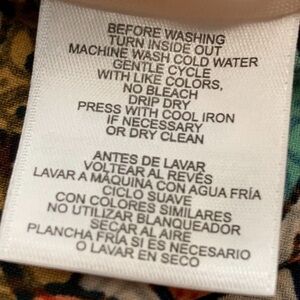 BEFORE WASHING
TURN INSIDE OUT
MACHINE WASH COLD WATER
GENTLE CYCLE
WITH LIKE COLORS,
NO BLEACH
DRIP DRY
PRESS WITH COOL IRON
IF NECESSARY
OR DRY CLEAN
ANTES DE LAVAR
VOLTEAR AL REVÉS
LAVAR A MÁQUINA CON AGUA FRÍA
CICLO SUAVE
CON COLORES SIMILARES
NO UTILIZAR BLANQUEADOR
SECAR AL AIRE
PLANCHA FRÍA SI ES NECESARIO
O LAVAR EN SECO